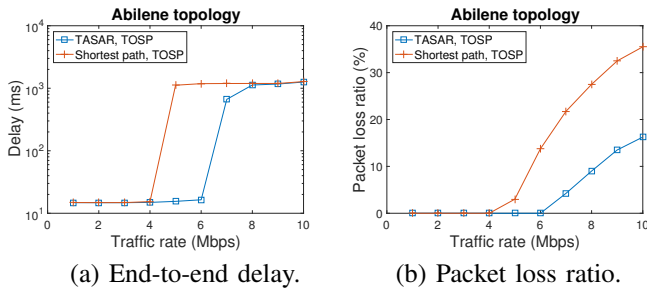 Abilene topology
TASAR, TOSP
Shortest path, TOSP
Delay (ms)
10^4
10^3
10^2
10^1
0 2 4 6 8 10
Traffic rate (Mbps)
(a) End-to-end delay.
Abilene topology
TASAR, TOSP
Shortest path, TOSP
Packet loss ratio (%)
40
30
20
10
0
0 2 4 6 8 10
Traffic rate (Mbps)
(b) Packet loss ratio.